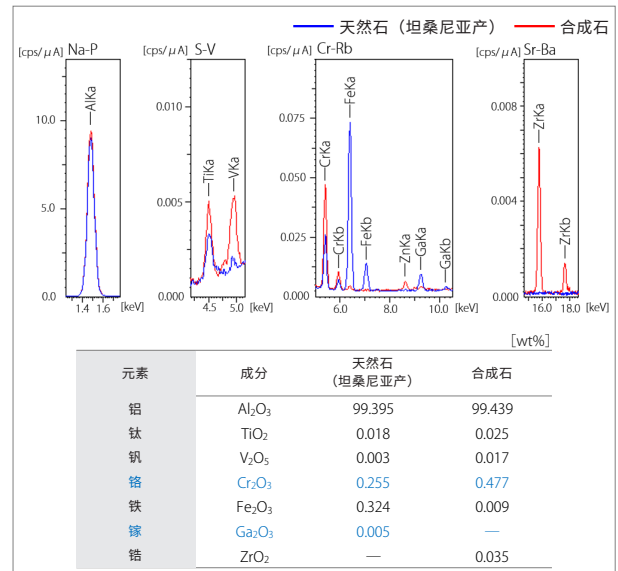 天然石（坦桑尼亚产） 合成石
[cps/μA] Na-P [cps/μA] S-V [cps/μA] Cr-Rb [cps/μA] Sr-Ba
10.0
5.0
0.0
AlKa
1.4 1.6 [keV]
0.010
0.005
0.000
TiKa
VKa
4.5 5.0 [keV]
0.075
0.050
0.025
0.000
CrKa
CrKb
FeKa
FeKb
ZnKa
GaKa
GaKb
6.0 8.0 10.0 [keV]
0.008
0.004
0.000
ZrKa
ZrKb
16.0 18.0 [keV]
[wt%]
元素 成分 天然石（坦桑尼亚产） 合成石
铝 Al₂O₃ 99.395 99.439
钛 TiO₂ 0.018 0.025
钒 V₂O₅ 0.003 0.017
铬 Cr₂O₃ 0.255 0.477
铁 Fe₂O₃ 0.324 0.009
镓 Ga₂O₃ 0.005 —
锆 ZrO₂ — 0.035